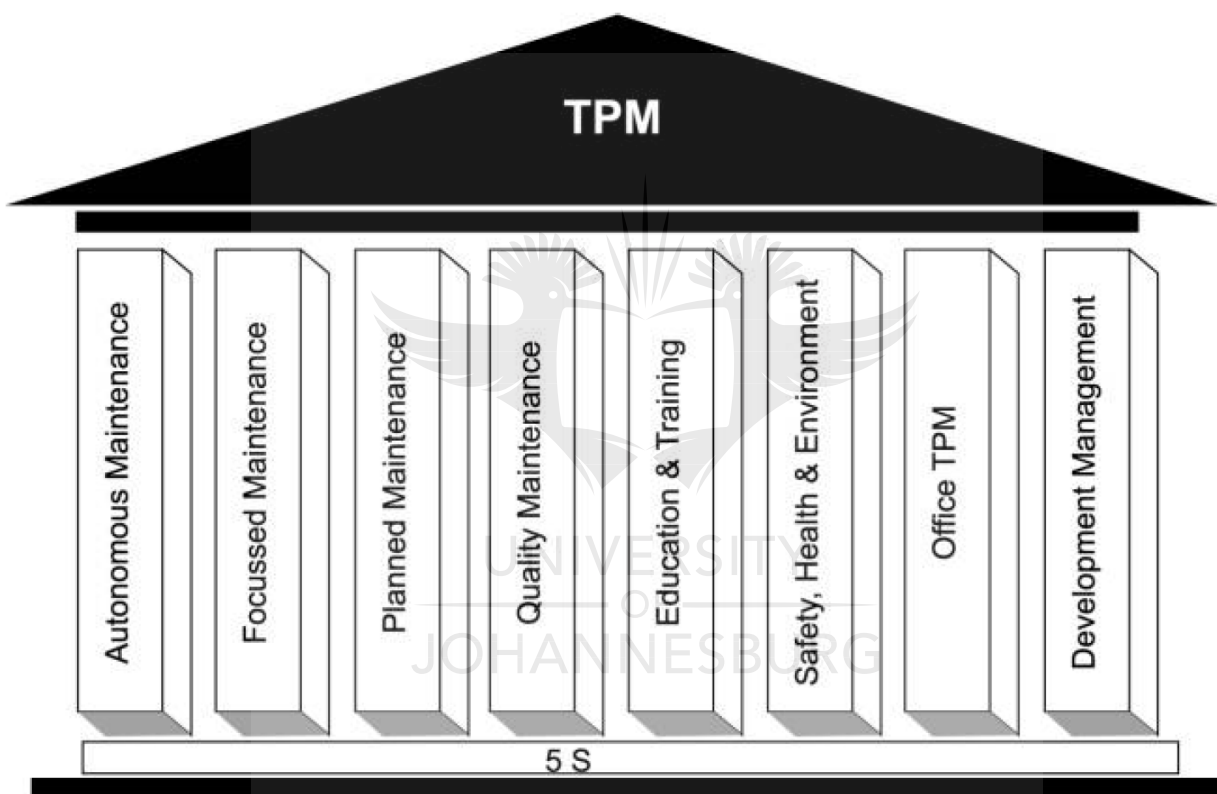 TPM
Autonomous Maintenance
Focussed Maintenance
Planned Maintenance
Quality Maintenance
Education & Training
Safety, Health & Environment
Office TPM
Development Management
UNIVERSITY
OF
JOHANNESBURG
5 S